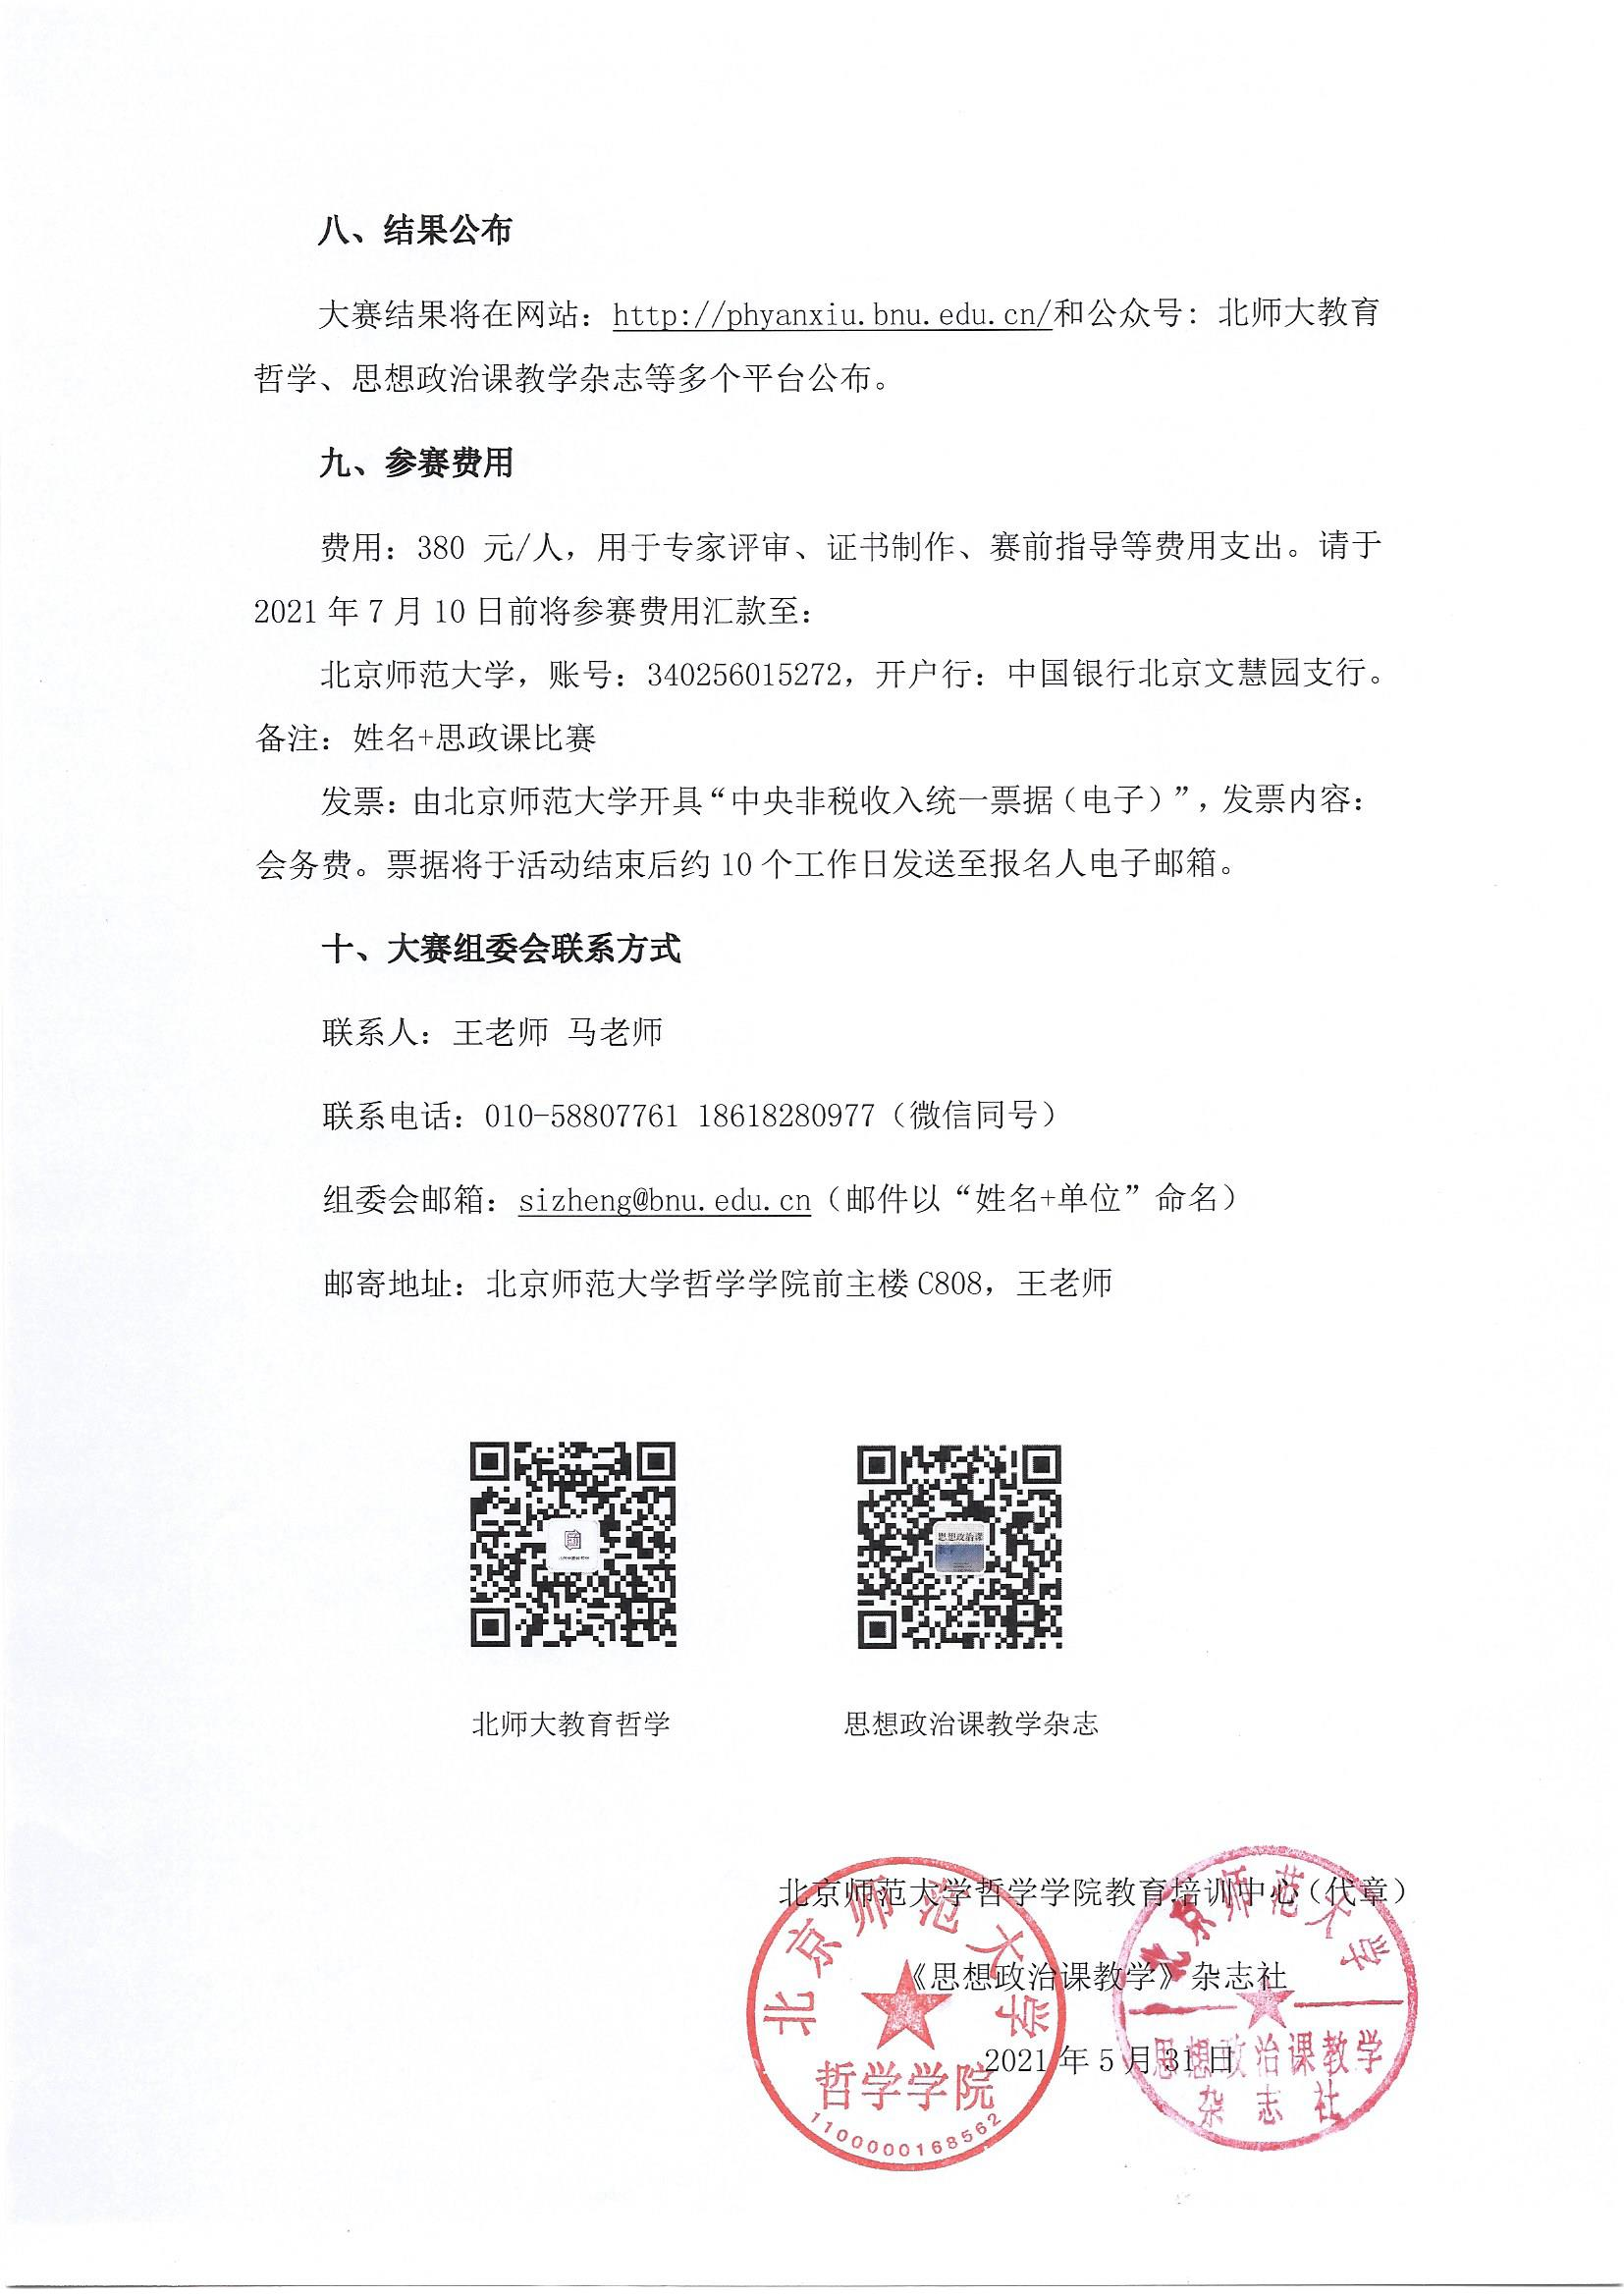 八、结果公布
大赛结果将在网站：http://phyanxiu.bnu.edu.cn/和公众号：北师大教育
哲学、思想政治课教学杂志等多个平台公布。
九、参赛费用
费用：380 元/人，用于专家评审、证书制作、赛前指导等费用支出。请于
2021 年 7 月 10 日前将参赛费用汇款至：
北京师范大学，账号：340256015272，开户行：中国银行北京文慧园支行。
备注：姓名+思政课比赛
发票：由北京师范大学开具“中央非税收入统一票据（电子）”，发票内容：
会务费。票据将于活动结束后约 10 个工作日发送至报名人电子邮箱。
十、大赛组委会联系方式
联系人：王老师 马老师
联系电话：010-58807761 18618280977（微信同号）
组委会邮箱：sizheng@bnu.edu.cn（邮件以“姓名+单位”命名）
邮寄地址：北京师范大学哲学学院前主楼 C808，王老师
思想政治课
教学
北师大教育哲学
思想政治课教学杂志
北京师范大学哲学学院教育培训中心（代章）
《思想政治课教学》杂志社
2021 年 5 月 31 日
北京师范大学
哲学学院
1100000168562
北京师范大学
思想政治课教学
杂志社